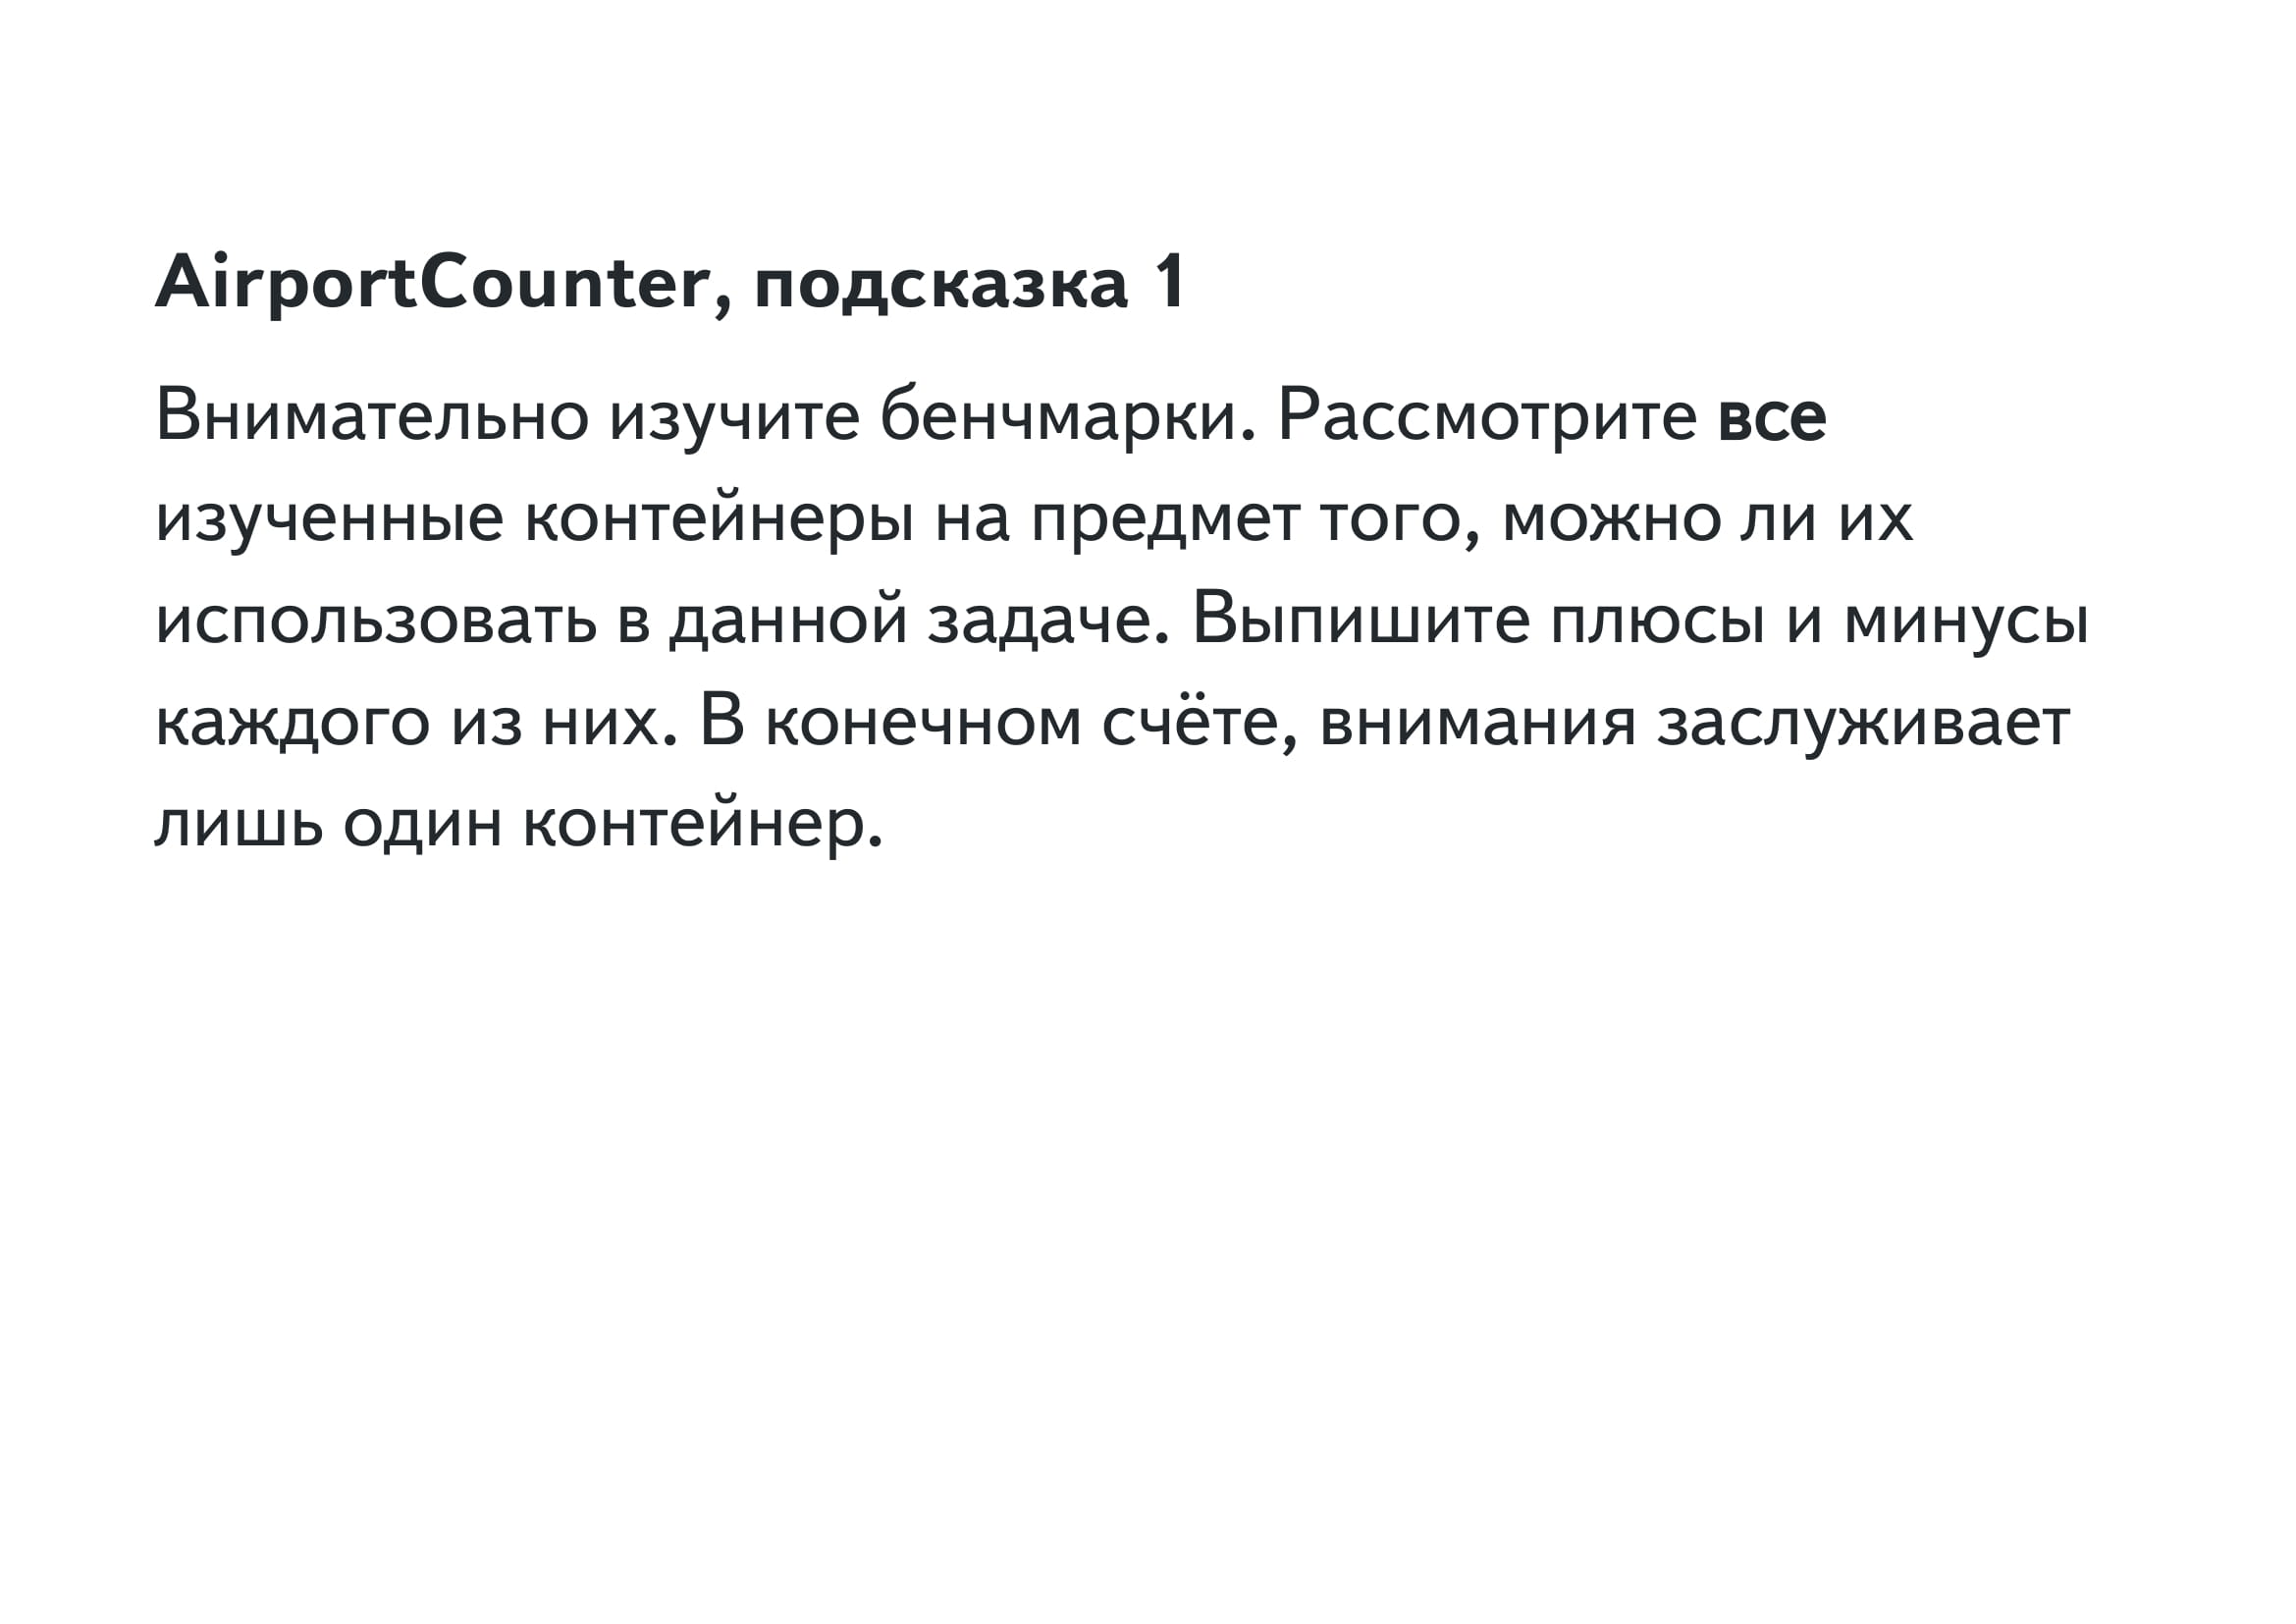 AirportCounter, подсказка 1
Внимательно изучите бенчмарки. Рассмотрите все
изученные контейнеры на предмет того, можно ли их
использовать в данной задаче. Выпишите плюсы и минусы
каждого из них. В конечном счёте, внимания заслуживает
лишь один контейнер.